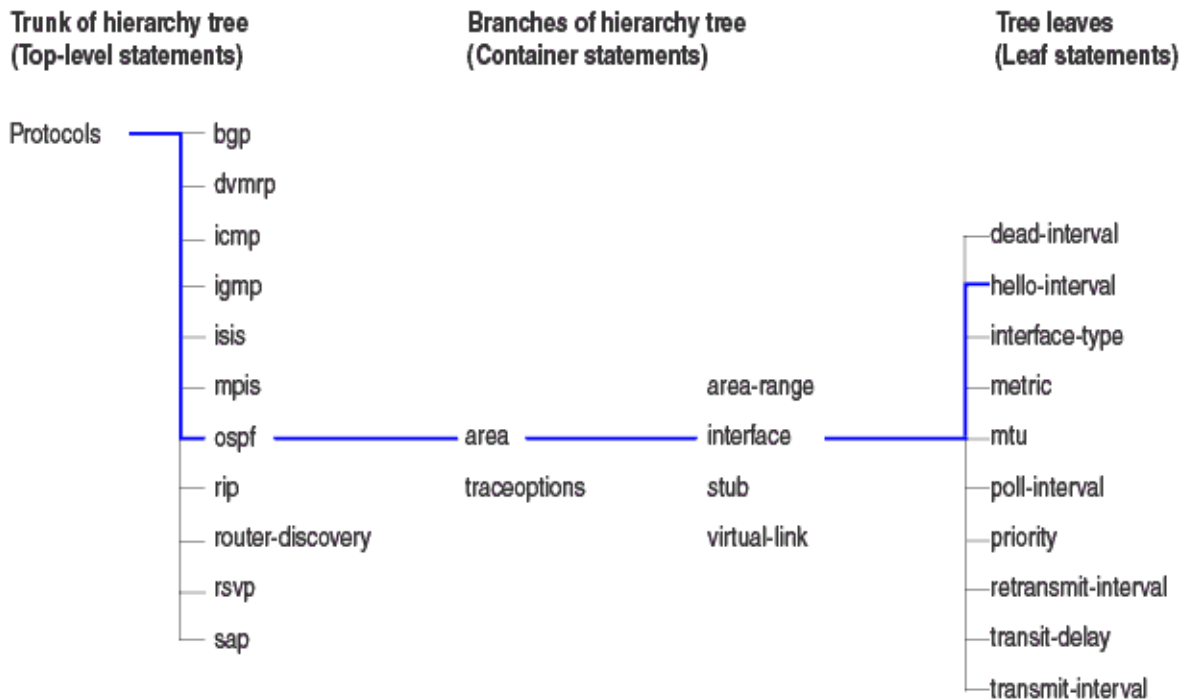 Trunk of hierarchy tree
(Top-level statements)
Branches of hierarchy tree
(Container statements)
Tree leaves
(Leaf statements)
Protocols
bgp
dvmrp
icmp
igmp
isis
mpis
ospf
rip
router-discovery
rsvp
sap
area
traceoptions
area-range
interface
stub
virtual-link
dead-interval
hello-interval
interface-type
metric
mtu
poll-interval
priority
retransmit-interval
transit-delay
transmit-interval